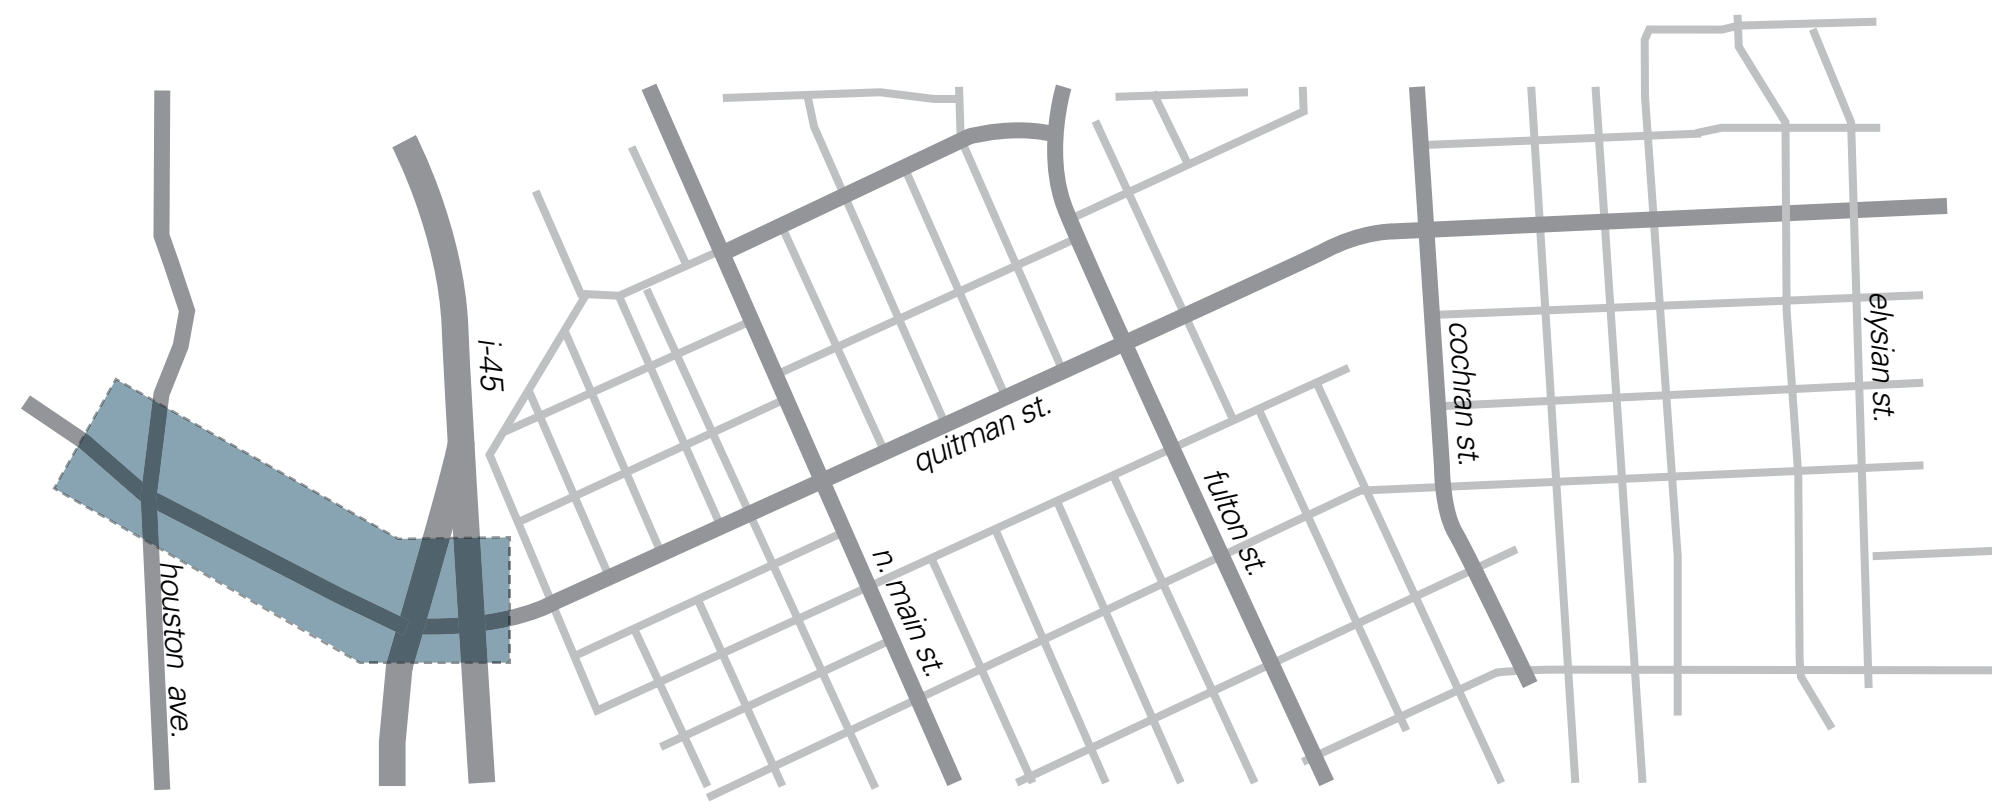 i-45
elysian st.
cochran st.
quitman st.
fulton st.
n. main st.
houston ave.